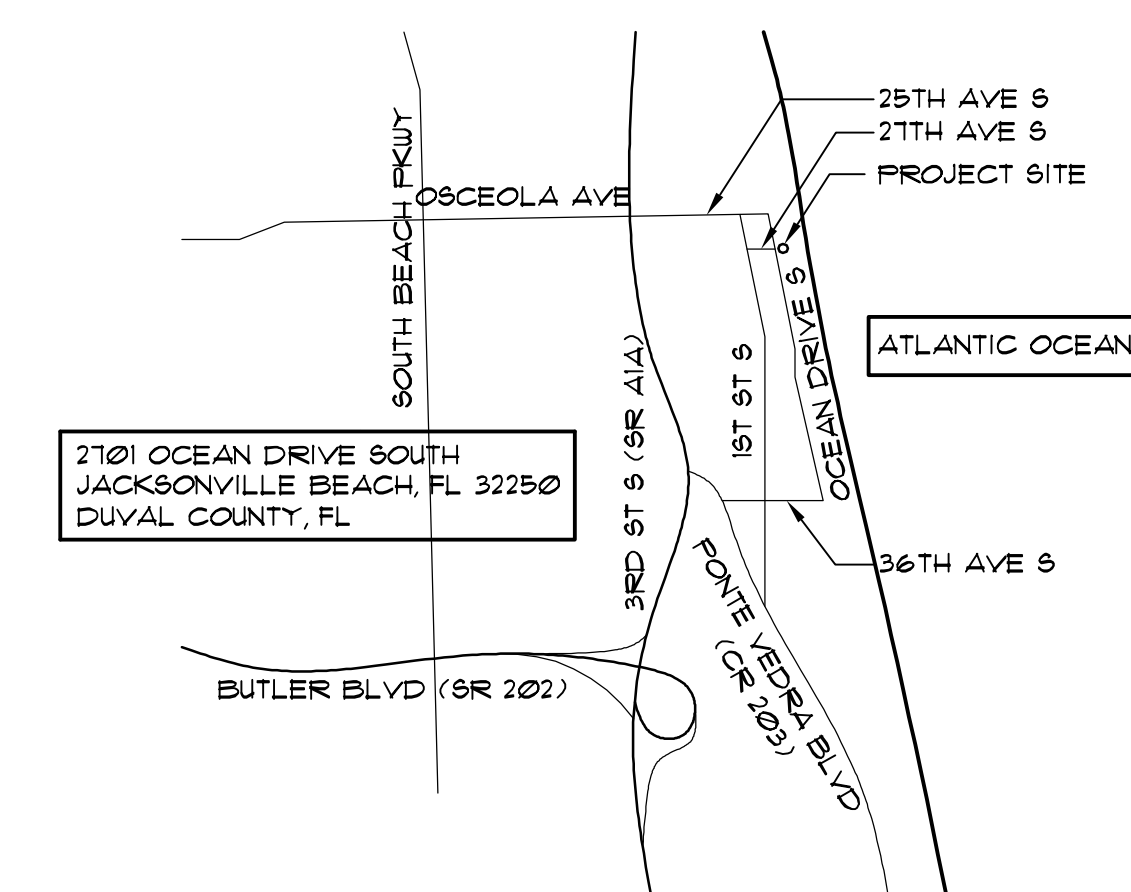 25TH AVE S
27TH AVE S
PROJECT SITE
SOUTH BEACH PKWY
OSCEOLA AVE
OCEAN DRIVE S
ATLANTIC OCEAN
1ST ST S
3RD ST S (SR A1A)
2701 OCEAN DRIVE SOUTH
JACKSONVILLE BEACH, FL 32250
DUVAL COUNTY, FL
36TH AVE S
PONTE VEDRA BLVD
(CR 203)
BUTLER BLVD (SR 202)